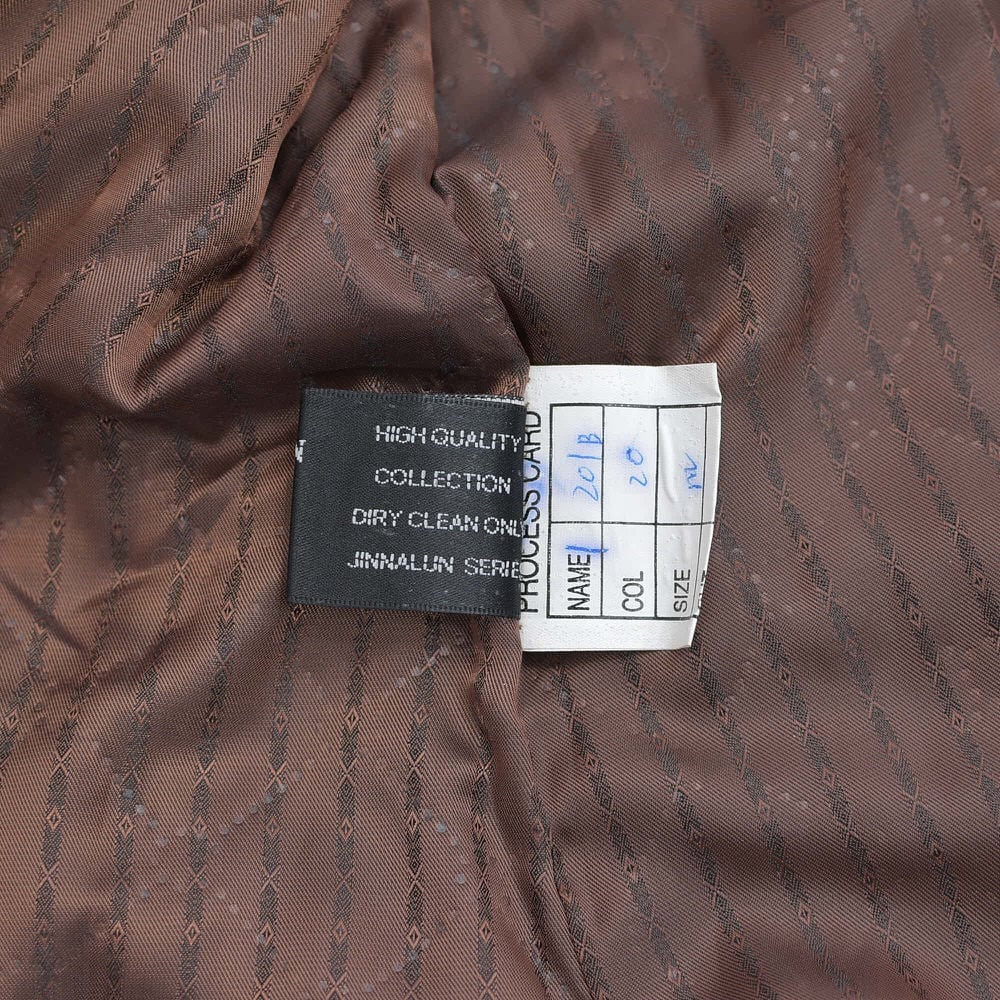 HIGH QUALITY
COLLECTION
DIRY CLEAN ONL
JINNALUN SERIE
PROCESS CARD
NAME 201B
COL 20
SIZE m